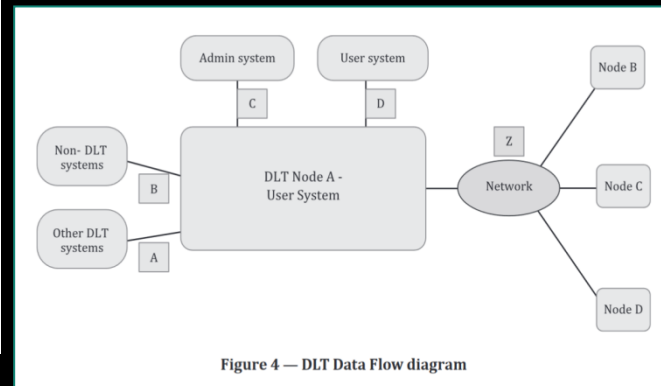 Admin system
User system
Node B
C
D
Z
Non- DLT
systems
DLT Node A -
User System
B
Network
Node C
Other DLT
systems
A
Node D
Figure 4 — DLT Data Flow diagram